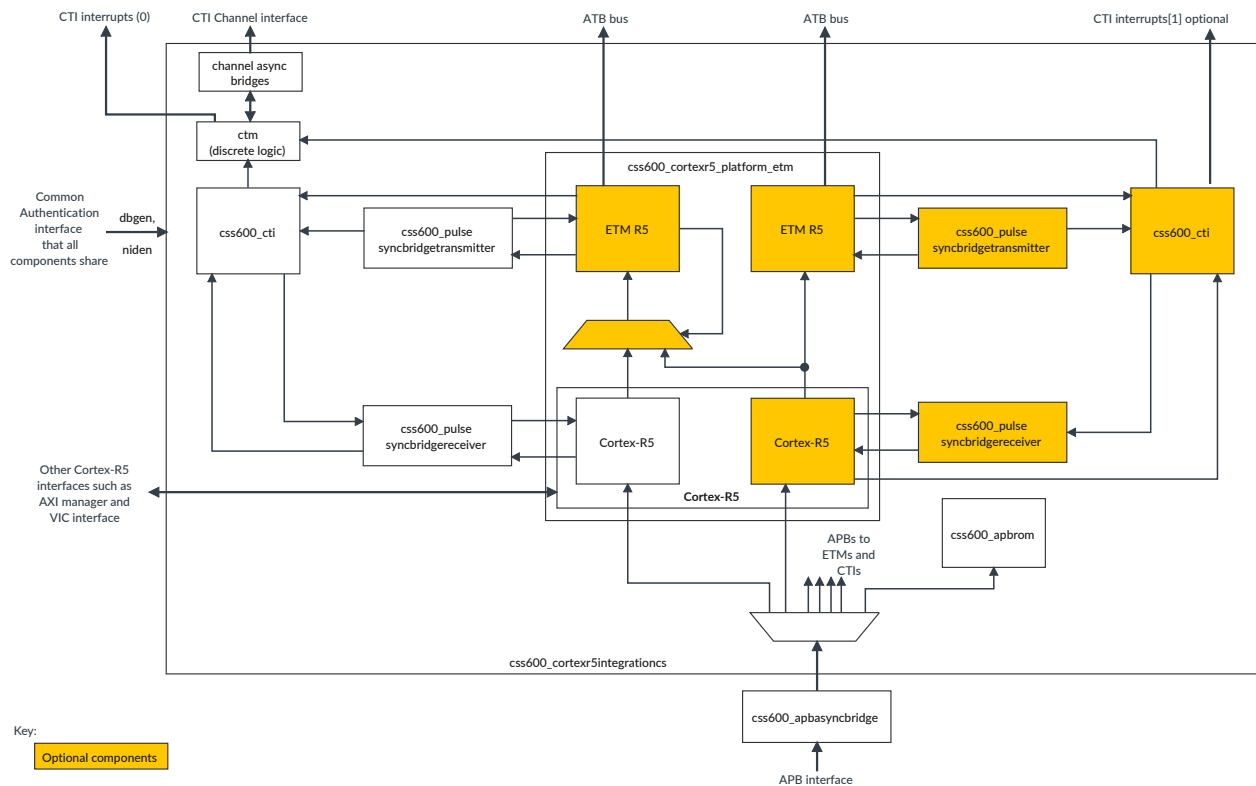 CTI interrupts (0)
CTI Channel interface
ATB bus
ATB bus
CTI interrupts[1] optional
channel async
bridges
ctm
(discrete logic)
css600_cortexr5_platform_etm
Common
Authentication
interface
that all
components share
dbgen,
niden
css600_cti
css600_pulse
syncbridgetransmitter
ETM R5
ETM R5
css600_pulse
syncbridgetransmitter
css600_cti
css600_pulse
syncbridgereceiver
Cortex-R5
Cortex-R5
css600_pulse
syncbridgereceiver
Other Cortex-R5
interfaces such as
AXI manager and
VIC interface
Cortex-R5
APBs to
ETMs and
CTIs
css600_apbrom
css600_cortexr5integrationcs
css600_apbasyncbridge
Key:
Optional components
APB interface